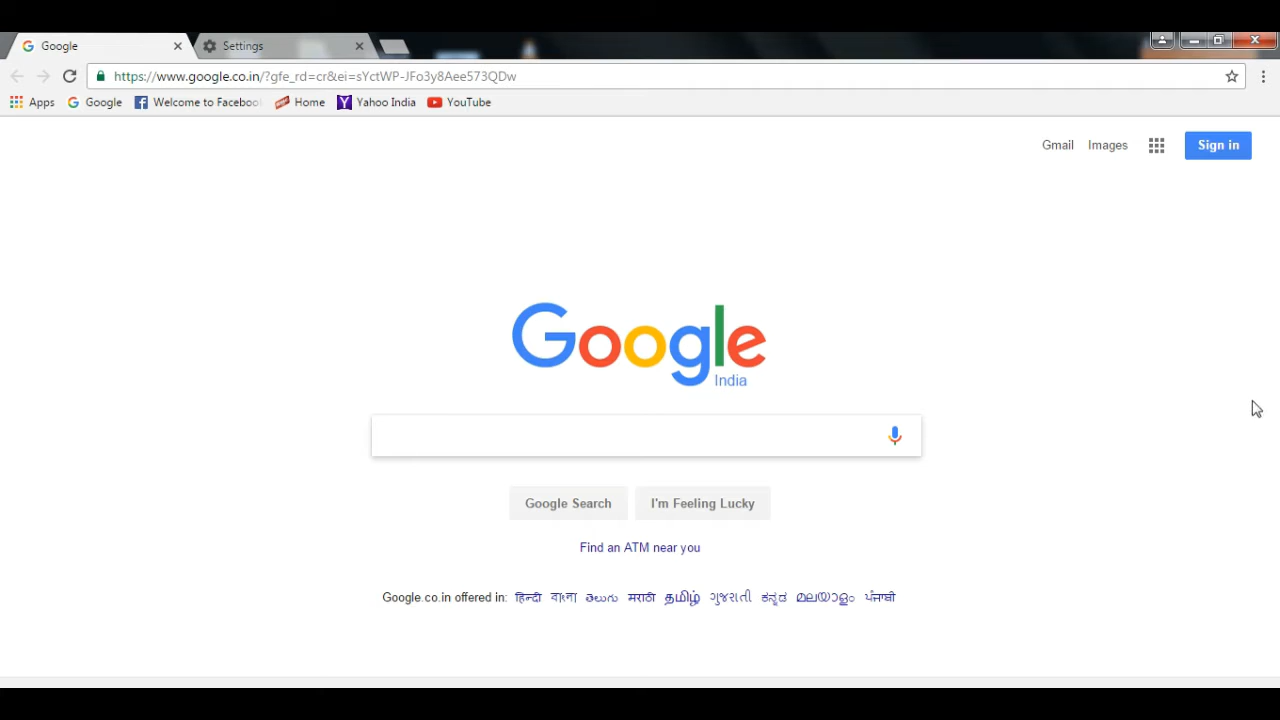 Google Settings
https://www.google.co.in/?gfe_rd=cr&ei=sYctWP-JFo3y8Aee573QDw
Apps Google Welcome to Facebo Home Yahoo India YouTube
Gmail Images Sign in
Google
India
Google Search I'm Feeling Lucky
Find an ATM near you
Google.co.in offered in: हिन्दी বাংলা తెలుగు मराठी தமிழ் ગુજરાતી ಕನ್ನಡ മലയാളം ਪੰਜਾਬੀ